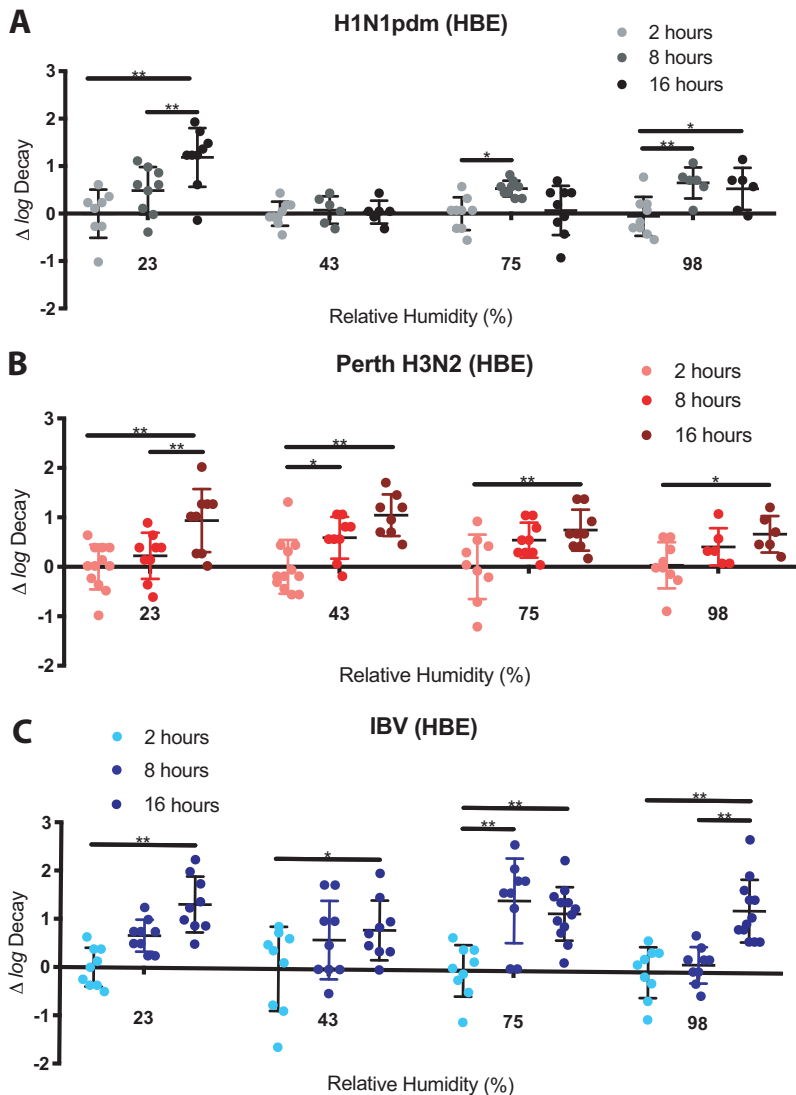 A
H1N1pdm (HBE)
2 hours
8 hours
16 hours
Δ log Decay
3
2
1
0
-1
-2
** ** * ** *
23 43 75 98
Relative Humidity (%)
B
Perth H3N2 (HBE)
2 hours
8 hours
16 hours
Δ log Decay
3
2
1
0
-1
-2
** ** ** * ** *
23 43 75 98
Relative Humidity (%)
C
IBV (HBE)
2 hours
8 hours
16 hours
Δ log Decay
3
2
1
0
-1
-2
** * ** ** ** **
23 43 75 98
Relative Humidity (%)